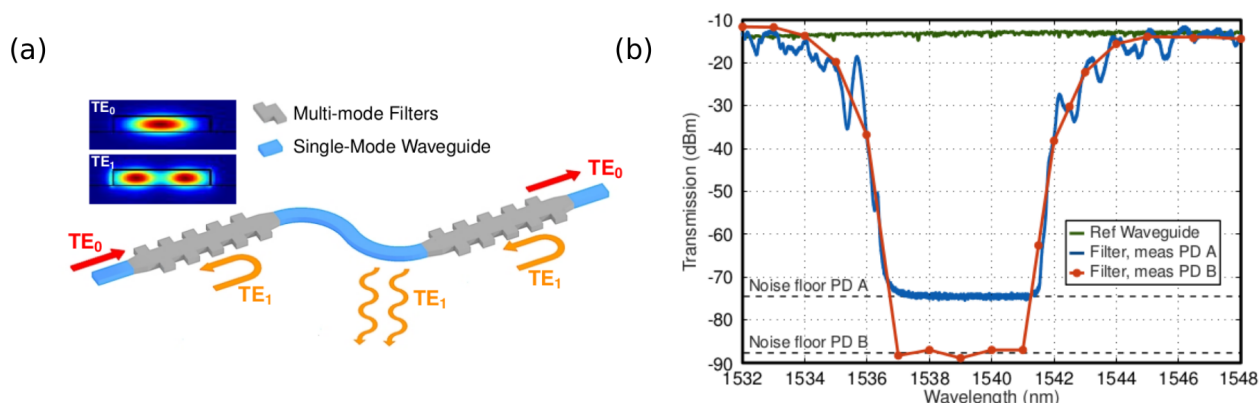 (a)
TE0
TE1
Multi-mode Filters
Single-Mode Waveguide
TE0
TE0
TE1
TE1
TE1
(b)
Transmission (dBm)
-10
-20
-30
-40
-50
-60
-70
-80
-90
Ref Waveguide
Filter, meas PD A
Filter, meas PD B
Noise floor PD A
Noise floor PD B
1532 1534 1536 1538 1540 1542 1544 1546 1548
Wavelength (nm)